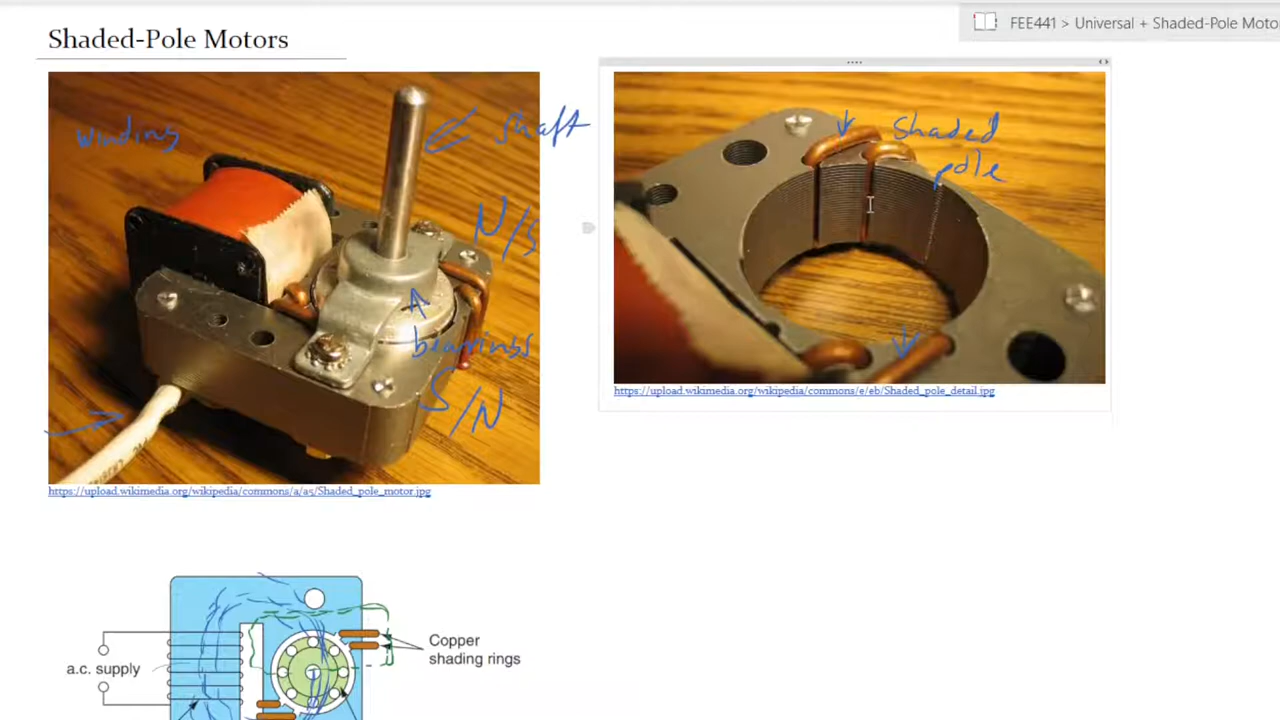 FEE441 > Universal + Shaded-Pole Moto
Shaded-Pole Motors
Winding
shaft
N/S
bearings
S/N
Shaded
pole
https://upload.wikimedia.org/wikipedia/commons/e/eb/Shaded_pole_detail.jpg
https://upload.wikimedia.org/wikipedia/commons/a/a5/Shaded_pole_motor.jpg
a.c. supply
Copper
shading rings